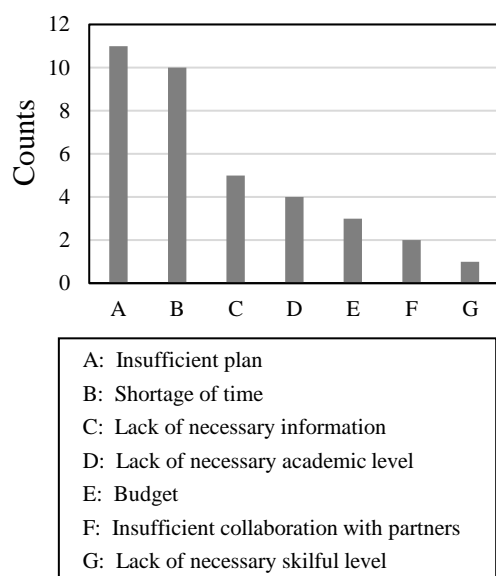 12
10
8
6
4
2
0
Counts
A B C D E F G
A: Insufficient plan
B: Shortage of time
C: Lack of necessary information
D: Lack of necessary academic level
E: Budget
F: Insufficient collaboration with partners
G: Lack of necessary skilful level